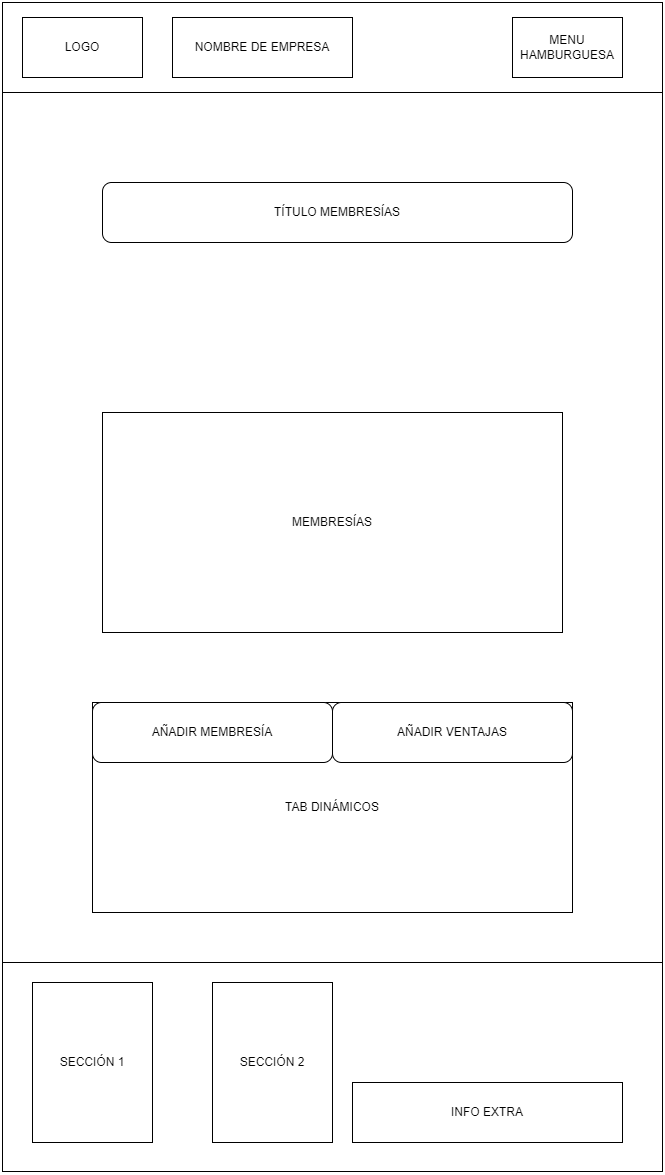 LOGO
NOMBRE DE EMPRESA
MENU
HAMBURGUESA
TÍTULO MEMBRESÍAS
MEMBRESÍAS
AÑADIR MEMBRESÍA
AÑADIR VENTAJAS
TAB DINÁMICOS
SECCIÓN 1
SECCIÓN 2
INFO EXTRA